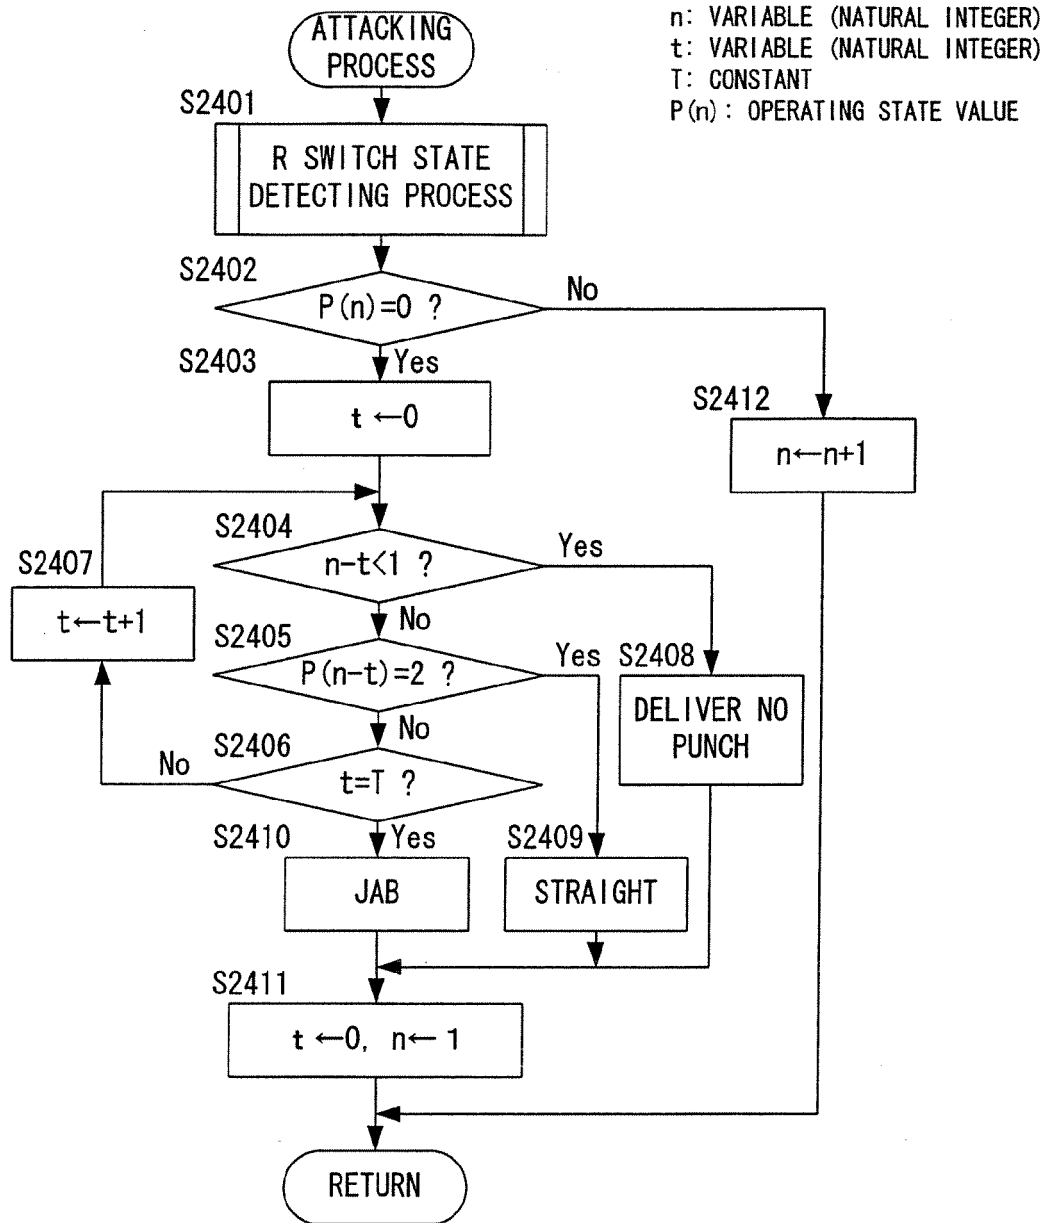 n: VARIABLE (NATURAL INTEGER)
t: VARIABLE (NATURAL INTEGER)
T: CONSTANT
P(n): OPERATING STATE VALUE
ATTACKING
PROCESS
S2401
R SWITCH STATE
DETECTING PROCESS
S2402
P(n)=0 ?
No
Yes
S2403
t←0
S2412
n←n+1
S2404
n-t<1 ?
Yes
No
S2407
t←t+1
S2405
P(n-t)=2 ?
Yes
No
S2408
DELIVER NO
PUNCH
S2406
t=T ?
No
Yes
S2410
JAB
S2409
STRAIGHT
S2411
t←0, n←1
RETURN